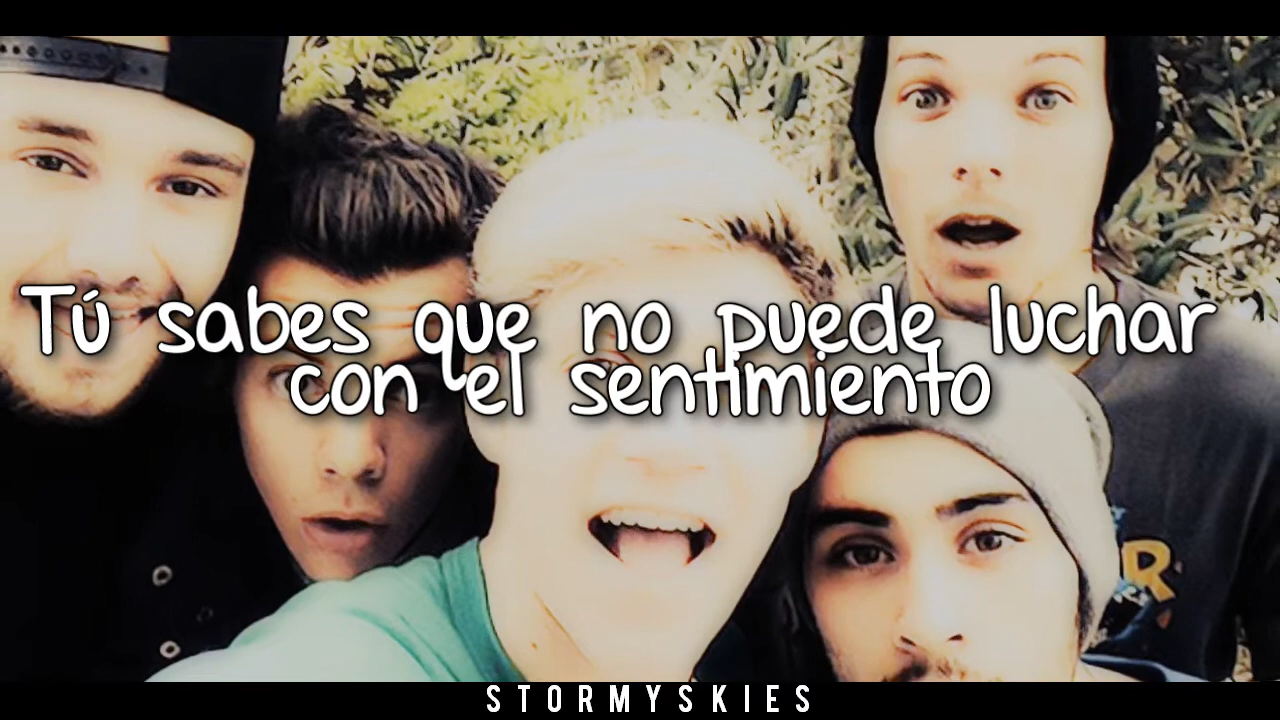 Tú sabes que no puede luchar
con el sentimiento
R
STORMYSKIES